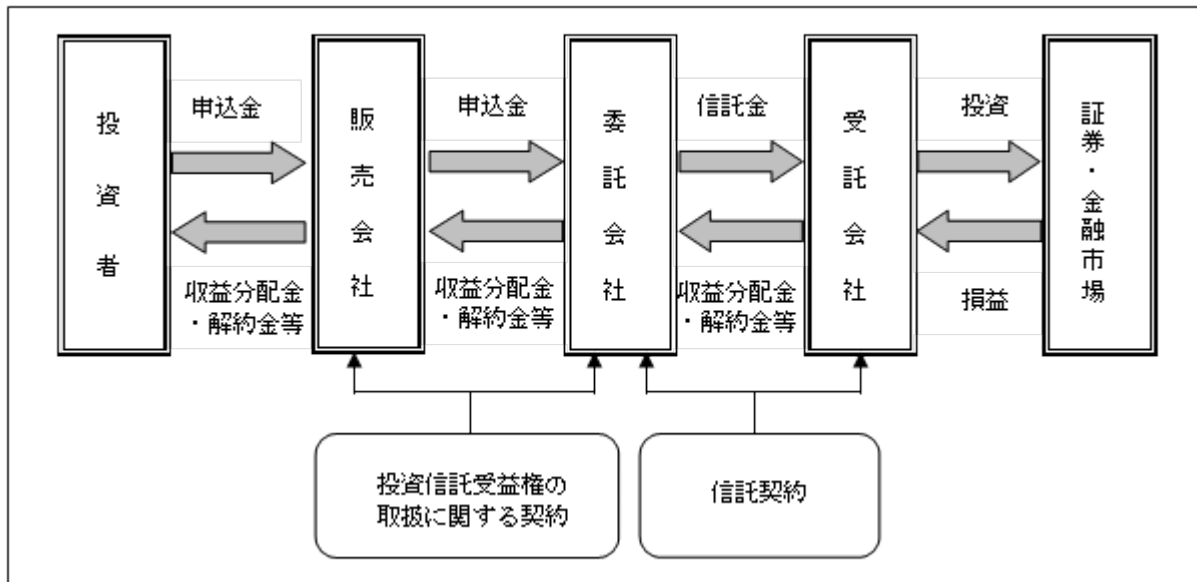 投資者
申込金
収益分配金
・解約金等
販売会社
申込金
収益分配金
・解約金等
委託会社
信託金
収益分配金
・解約金等
受託会社
投資
損益
証券・金融市場
投資信託受益権の
取扱に関する契約
信託契約